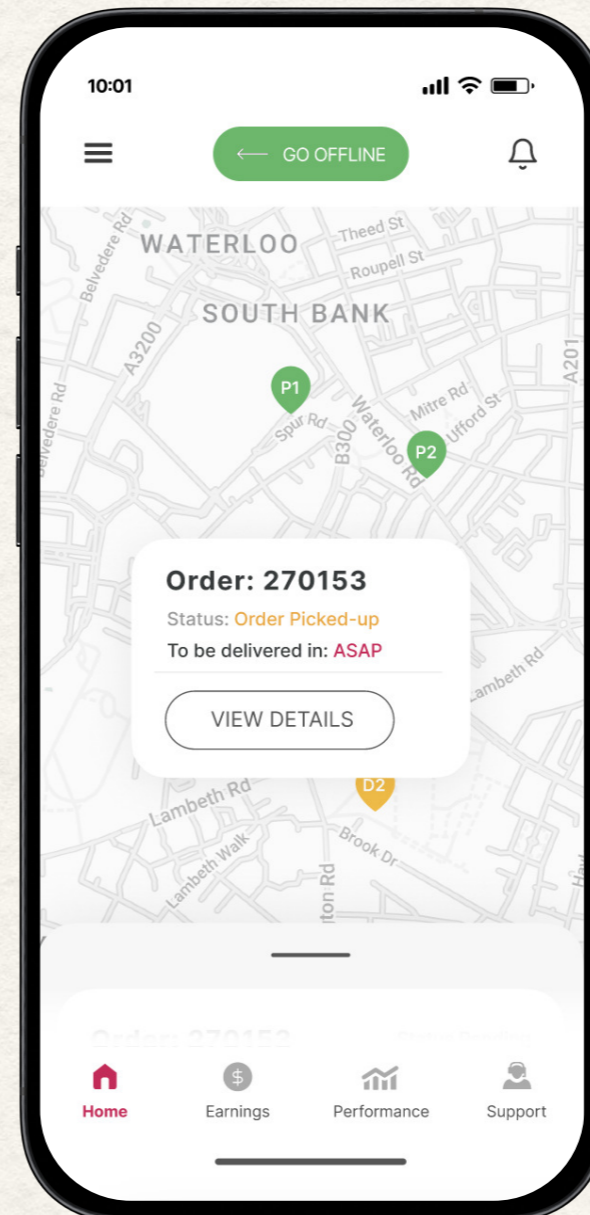 10:01
GO OFFLINE
Belvedere Rd
WATERLOO
Theed St
Roupell St
SOUTH BANK
A3200
A201
P1
Mitre Rd
Belvedere Rd
Spur Rd
B300
Waterloo Rd
Ufford St
P2
Order: 270153
Status: Order Picked-up
To be delivered in: ASAP
Lambeth Rd
VIEW DETAILS
D2
Lambeth Rd
Brook Dr
Lambeth Walk
Order: 270152
Home
Earnings
Performance
Support